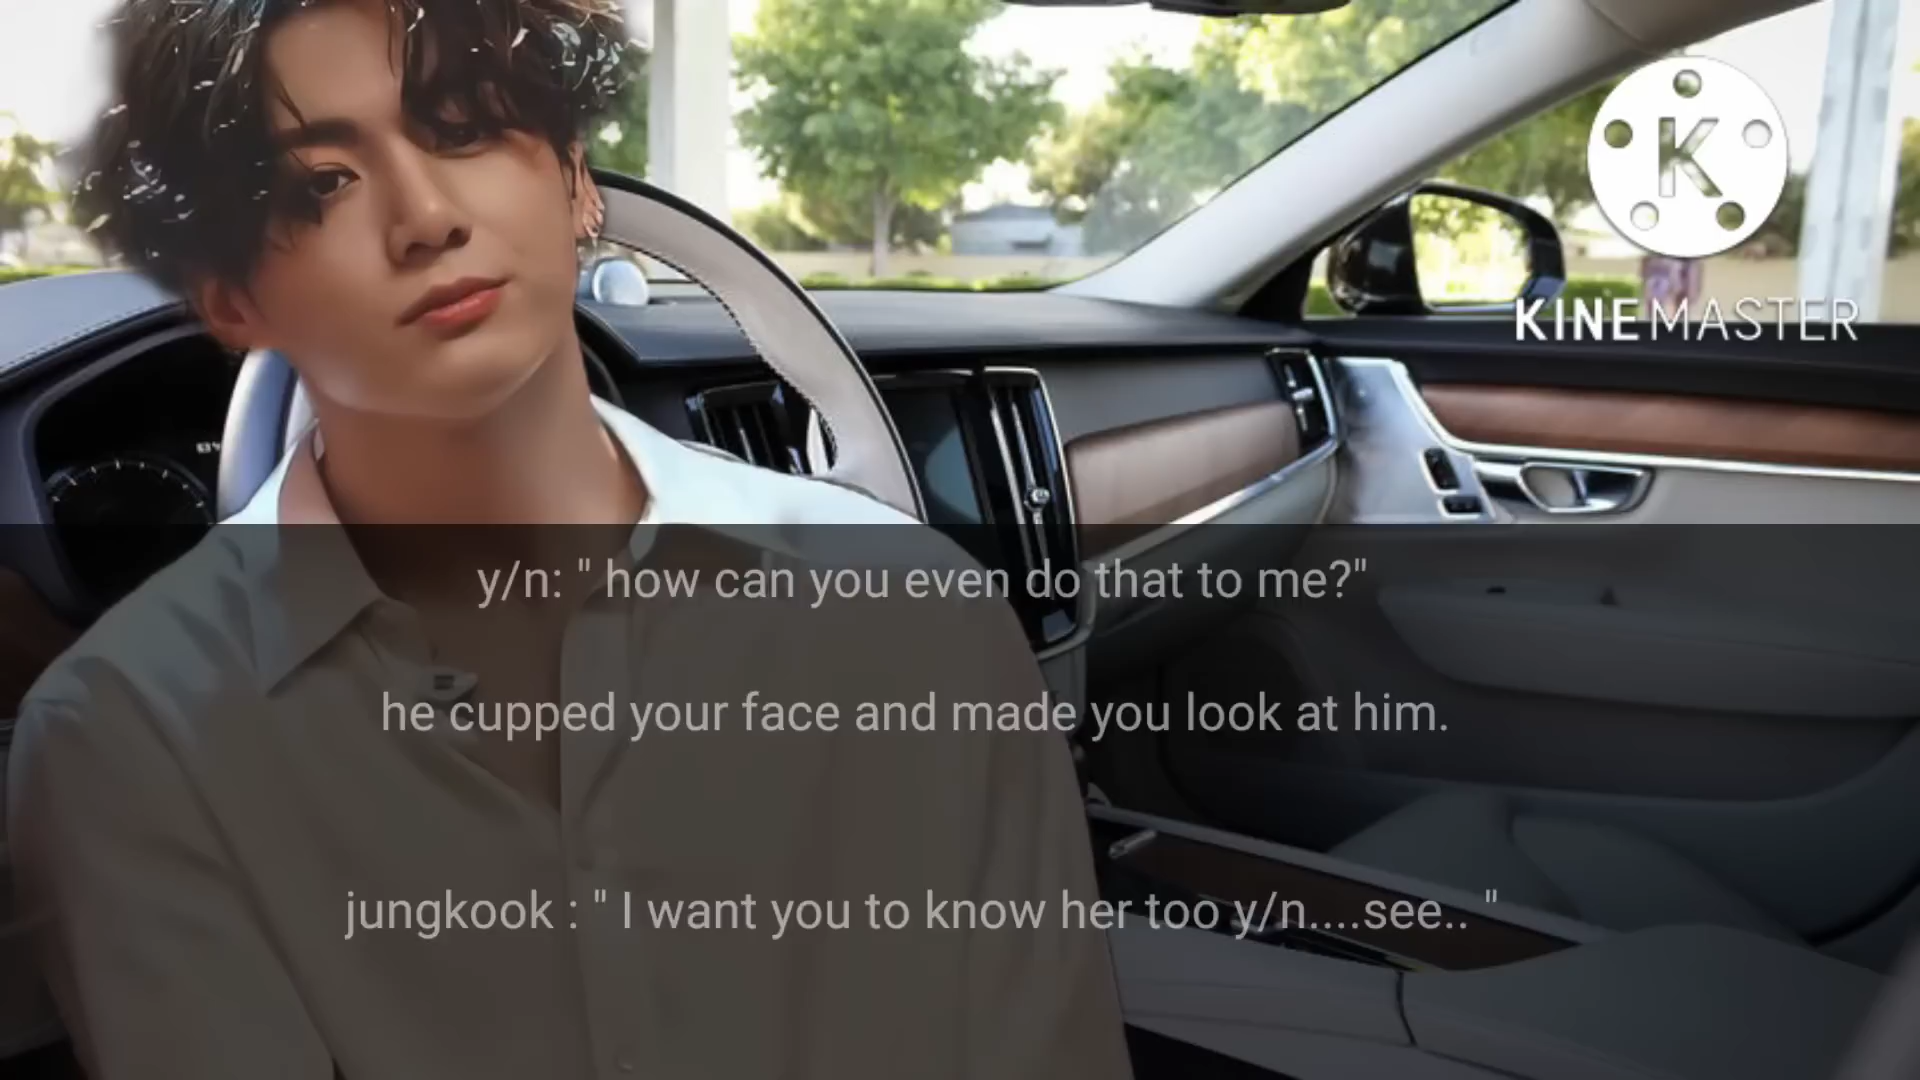 K
KINEMASTER
y/n: " how can you even do that to me?"
he cupped your face and made you look at him.
jungkook : " I want you to know her too y/n....see.. "